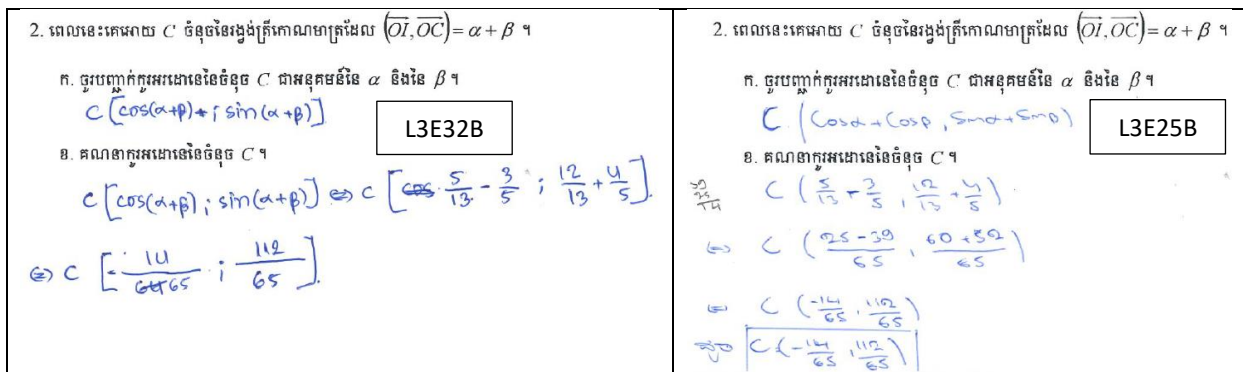 2. ពេលនេះគេអោយ C ចំនុចនៃរង្វង់ត្រីកោណមាត្រដែល (OI, OC) = α + β ។
ក. ចូរបញ្ជាក់កូអរដោនេនៃចំនុច C ជាអនុគមន៍នៃ α និងនៃ β ។
C [cos(α+β) ; sin(α+β)]
L3E32B
ខ. គណនាកូអរដោនេនៃចំនុច C ។
C [cos(α+β) ; sin(α+β)] ⇔ C [5/13 - 3/5 ; 12/13 + 4/5].
⇔ C [-14/65 ; 112/65].
2. ពេលនេះគេអោយ C ចំនុចនៃរង្វង់ត្រីកោណមាត្រដែល (OI, OC) = α + β ។
ក. ចូរបញ្ជាក់កូអរដោនេនៃចំនុច C ជាអនុគមន៍នៃ α និងនៃ β ។
C (Cosα + Cosβ, Sinα + Sinβ)
L3E25B
ខ. គណនាកូអរដោនេនៃចំនុច C ។
39
25
14
C (5/13 - 3/5, 12/13 + 4/5)
⇔ C (25-39/65, 60+52/65)
⇔ C (-14/65, 112/65)
C (-14/65, 112/65)